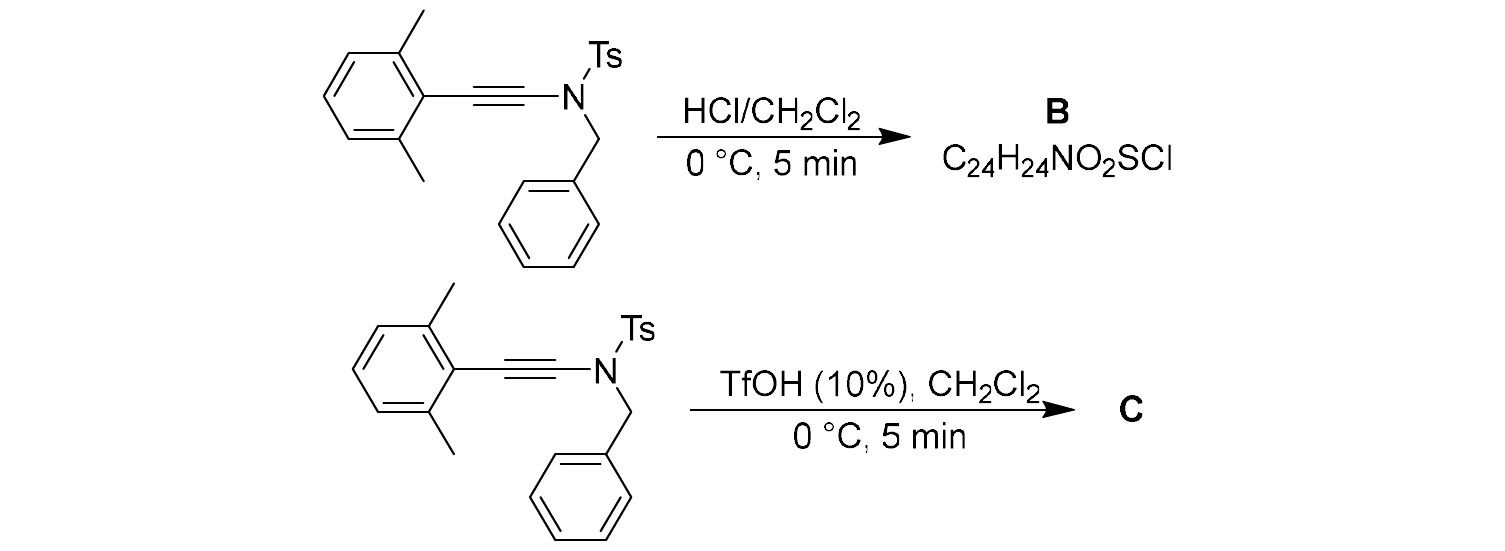 Ts
N
HCl/CH₂Cl₂
0 °C, 5 min
B
C₂₄H₂₄NO₂SCl
Ts
N
TfOH (10%), CH₂Cl₂
0 °C, 5 min
C